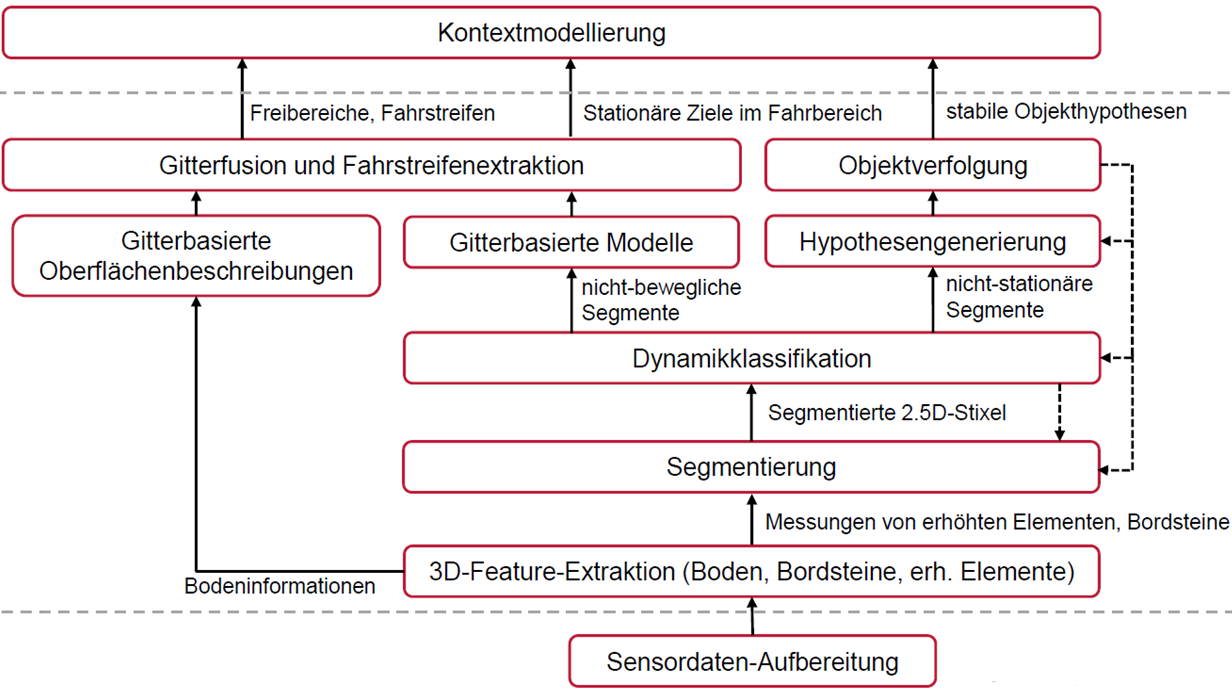 Kontextmodellierung
Freibereiche, Fahrstreifen
Stationäre Ziele im Fahrbereich
stabile Objekthypothesen
Gitterfusion und Fahrstreifenextraktion
Objektverfolgung
Gitterbasierte
Oberflächenbeschreibungen
Gitterbasierte Modelle
Hypothesengenerierung
nicht-bewegliche
Segmente
nicht-stationäre
Segmente
Dynamikklassifikation
Segmentierte 2.5D-Stixel
Segmentierung
Messungen von erhöhten Elementen, Bordsteine
3D-Feature-Extraktion (Boden, Bordsteine, erh. Elemente)
Bodeninformationen
Sensordaten-Aufbereitung